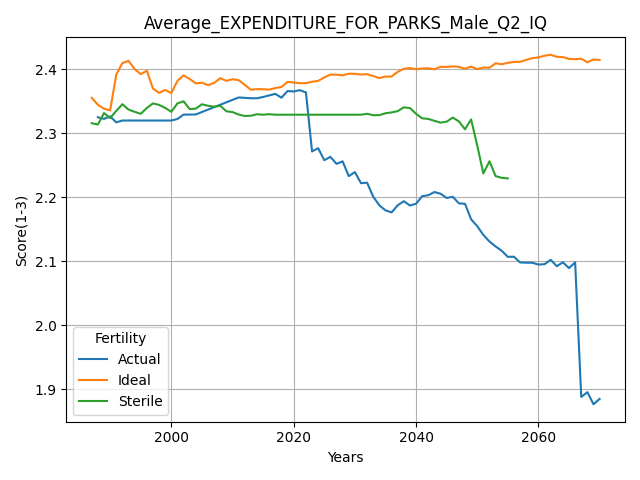 Average_EXPENDITURE_FOR_PARKS_Male_Q2_IQ
Score(1-3)
2.4
2.3
2.2
2.1
2.0
1.9
Fertility
Actual
Ideal
Sterile
2000
2020
2040
2060
Years